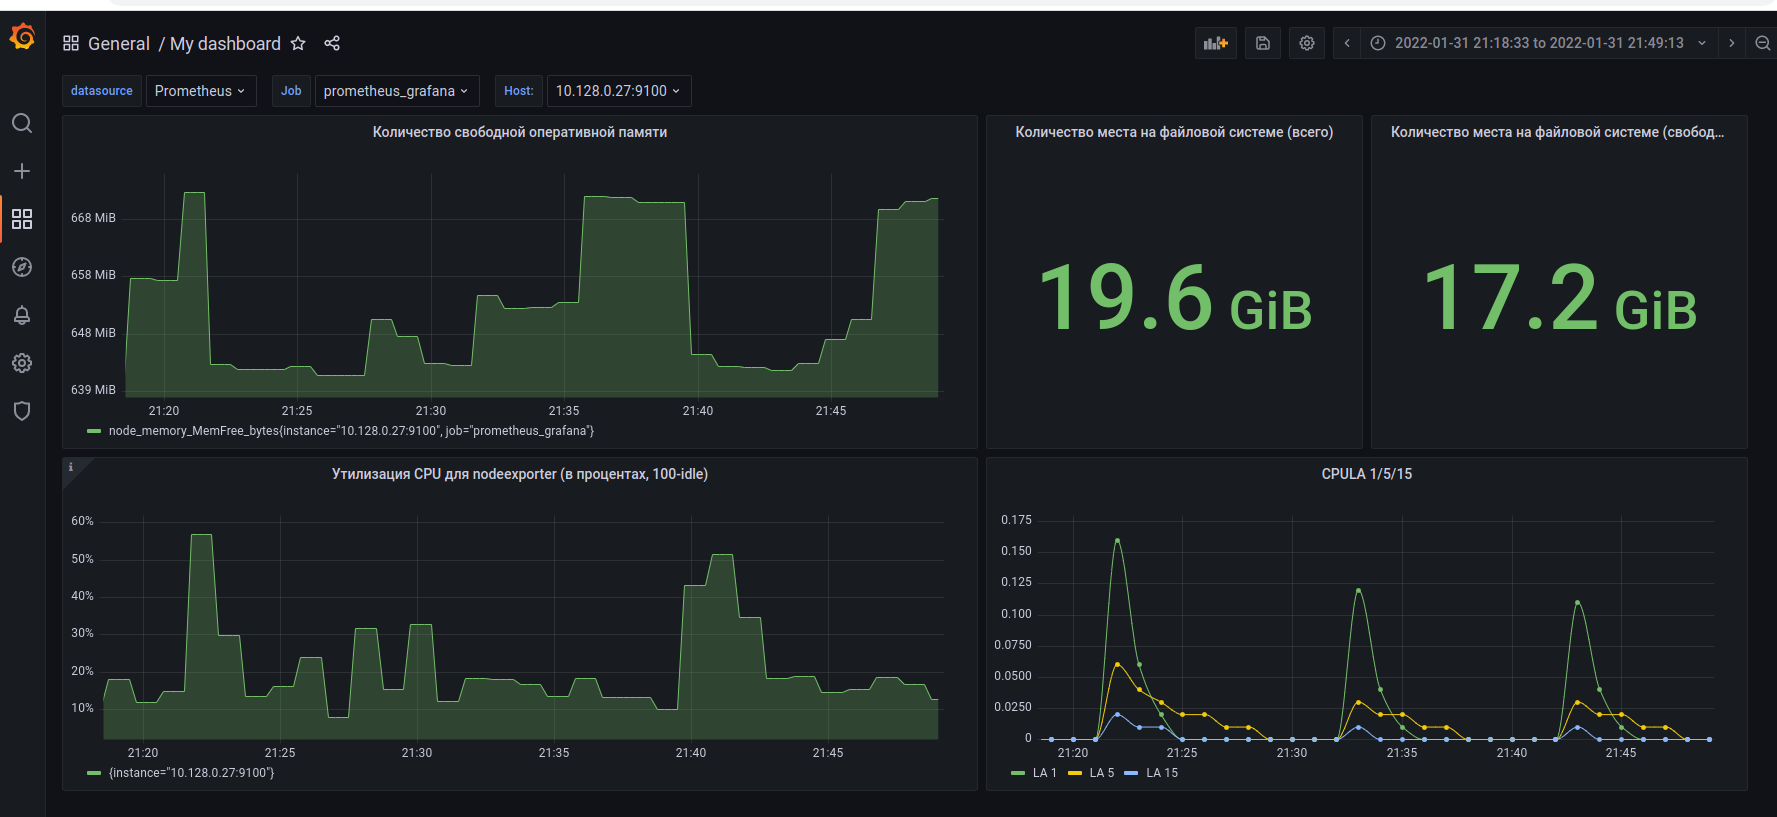 General / My dashboard
2022-01-31 21:18:33 to 2022-01-31 21:49:13
datasource Prometheus Job prometheus_grafana Host: 10.128.0.27:9100
Количество свободной оперативной памяти
668 MiB
658 MiB
648 MiB
639 MiB
21:20 21:25 21:30 21:35 21:40 21:45
node_memory_MemFree_bytes{instance="10.128.0.27:9100", job="prometheus_grafana"}
Количество места на файловой системе (всего)
19.6 GiB
Количество места на файловой системе (свобод...
17.2 GiB
i
Утилизация CPU для nodeexporter (в процентах, 100-idle)
60%
50%
40%
30%
20%
10%
21:20 21:25 21:30 21:35 21:40 21:45
{instance="10.128.0.27:9100"}
CPULA 1/5/15
0.175
0.150
0.125
0.100
0.0750
0.0500
0.0250
0
21:20 21:25 21:30 21:35 21:40 21:45
LA 1 LA 5 LA 15